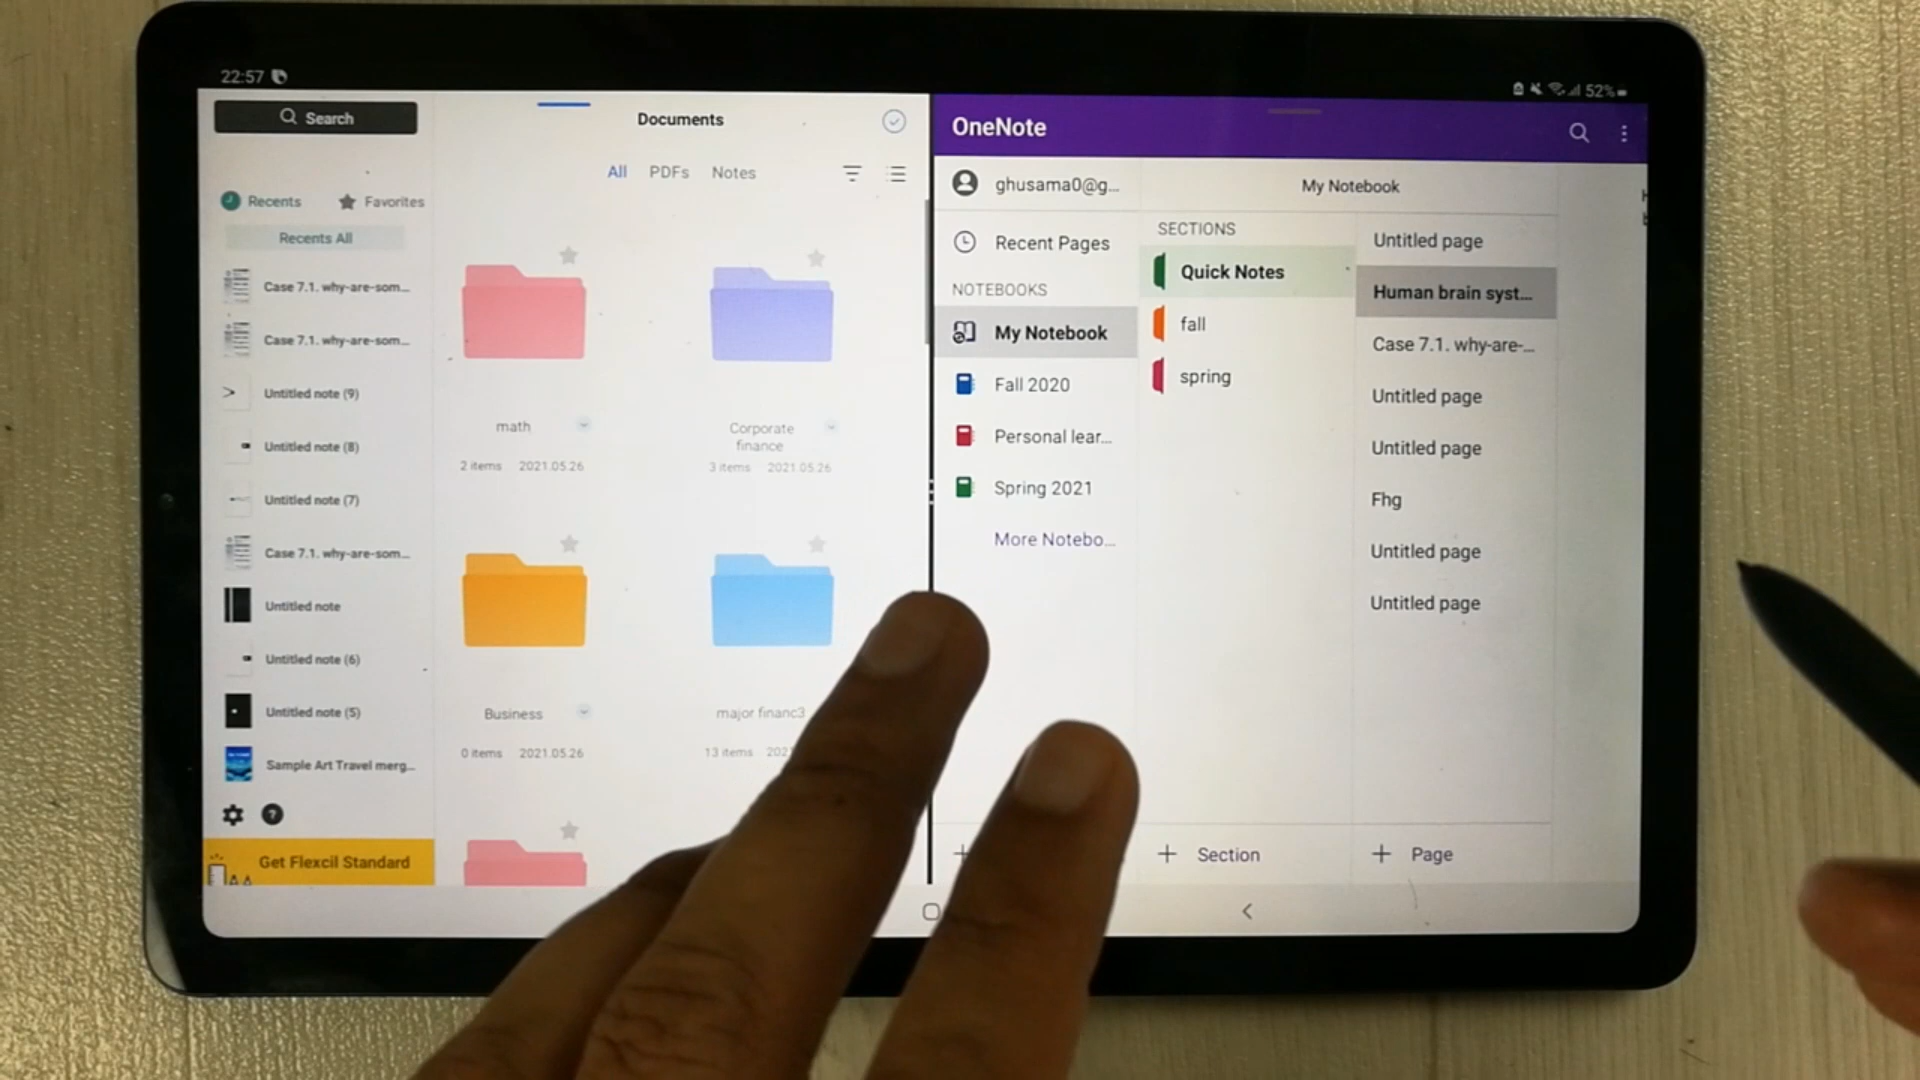 22:57
52%
Search
Recents
Favorites
Recents All
Case 7.1. why-are-som...
Case 7.1. why-are-som...
Untitled note (9)
Untitled note (8)
Untitled note (7)
Case 7.1. why-are-som...
Untitled note
Untitled note (6)
Untitled note (5)
Sample Art Travel merg...
Get Flexcil Standard
Documents
All PDFs Notes
math
2 items 2021.05.26
Corporate
finance
3 items 2021.05.26
Business
0 items 2021.05.26
major financ3
13 items
OneNote
ghusama0@g...
Recent Pages
NOTEBOOKS
My Notebook
Fall 2020
Personal lear...
Spring 2021
More Notebo...
My Notebook
SECTIONS
Quick Notes
fall
spring
+ Section
Untitled page
Human brain syst...
Case 7.1. why-are-...
Untitled page
Untitled page
Fhg
Untitled page
Untitled page
+ Page